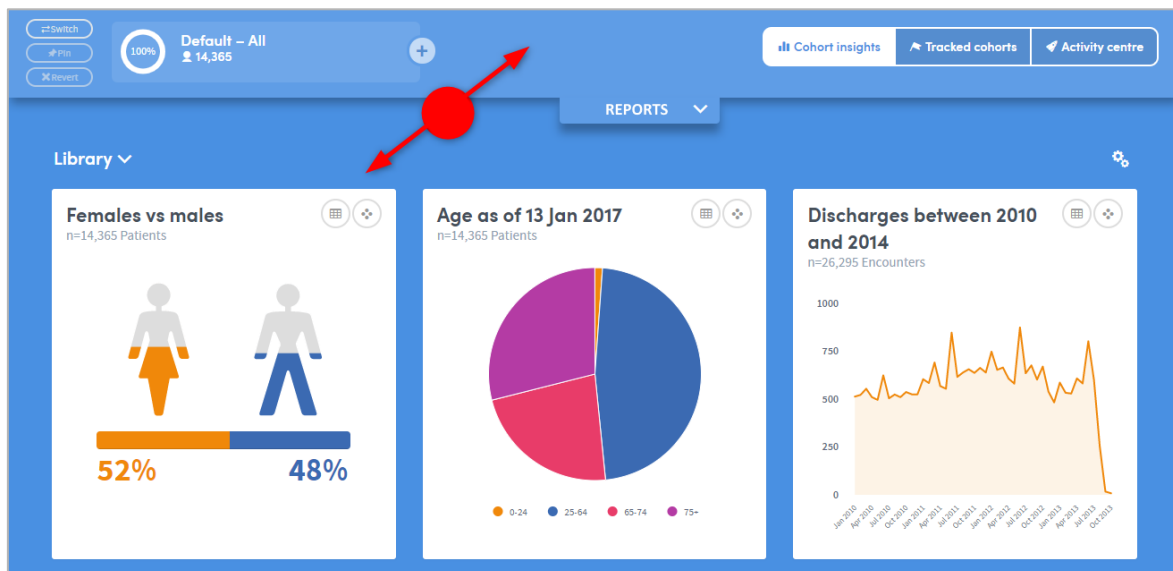 Switch
Pin
Revert
100%
Default – All
14,365
+
Cohort insights
Tracked cohorts
Activity centre
REPORTS
Library
Females vs males
n=14,365 Patients
52%
48%
Age as of 13 Jan 2017
n=14,365 Patients
0-24
25-64
65-74
75+
Discharges between 2010
and 2014
n=26,295 Encounters
1000
750
500
250
0
Jan 2010
Apr 2010
Jul 2010
Oct 2010
Jan 2011
Apr 2011
Jul 2011
Oct 2011
Jan 2012
Apr 2012
Jul 2012
Oct 2012
Jan 2013
Apr 2013
Jul 2013
Oct 2013